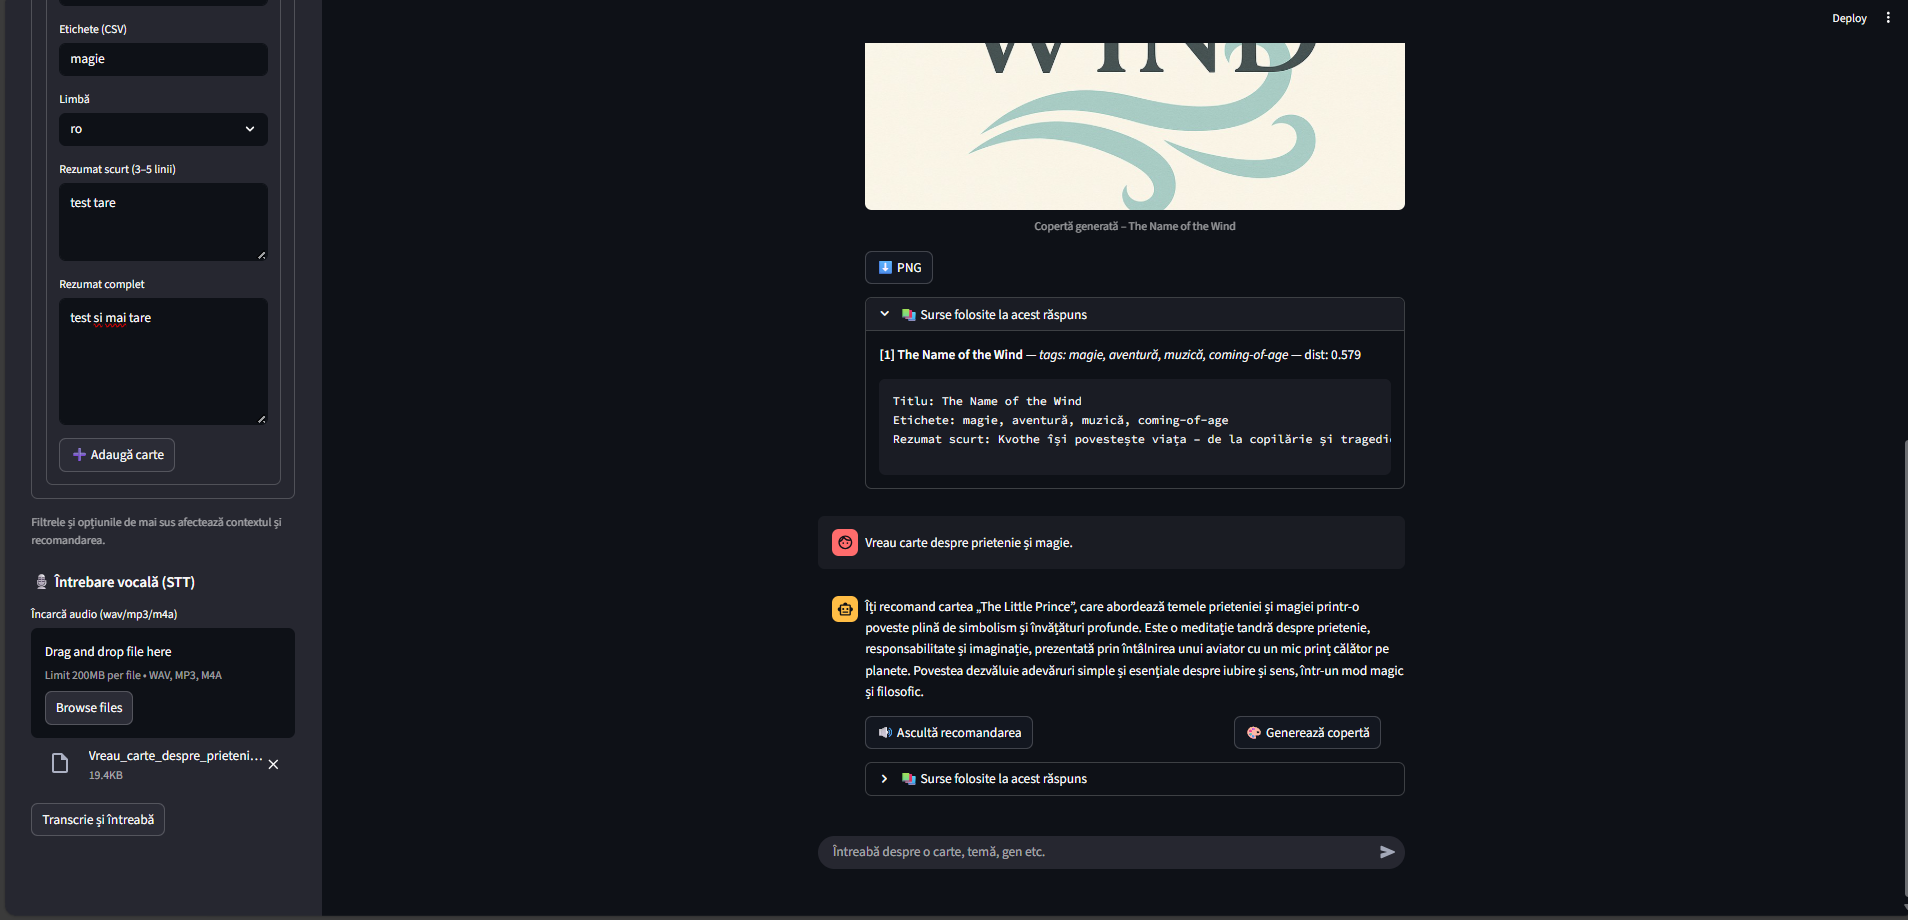 Etichete (CSV)
magie
Limbă
ro
Rezumat scurt (3–5 linii)
test tare
Rezumat complet
test si mai tare
Adaugă carte
Filtrele și opțiunile de mai sus afectează contextul și
recomandarea.
Întrebare vocală (STT)
Încarcă audio (wav/mp3/m4a)
Drag and drop file here
Limit 200MB per file • WAV, MP3, M4A
Browse files
Vreau_carte_despre_prieteni...
19.4KB
Transcrie și întreabă
Deploy
WIND
Copertă generată – The Name of the Wind
PNG
Surse folosite la acest răspuns
[1] The Name of the Wind — tags: magie, aventură, muzică, coming-of-age — dist: 0.579
Titlu: The Name of the Wind
Etichete: magie, aventură, muzică, coming-of-age
Rezumat scurt: Kvothe își povestește viața – de la copilărie și tragedi
Vreau carte despre prietenie și magie.
Îți recomand cartea „The Little Prince”, care abordează temele prieteniei și magiei printr-o
poveste plină de simbolism și învățături profunde. Este o meditație tandră despre prietenie,
responsabilitate și imaginație, prezentată prin întâlnirea unui aviator cu un mic prinț călător pe
planete. Povestea dezvăluie adevăruri simple și esențiale despre iubire și sens, într-un mod magic
și filosofic.
Ascultă recomandarea
Generează copertă
Surse folosite la acest răspuns
Întreabă despre o carte, temă, gen etc.